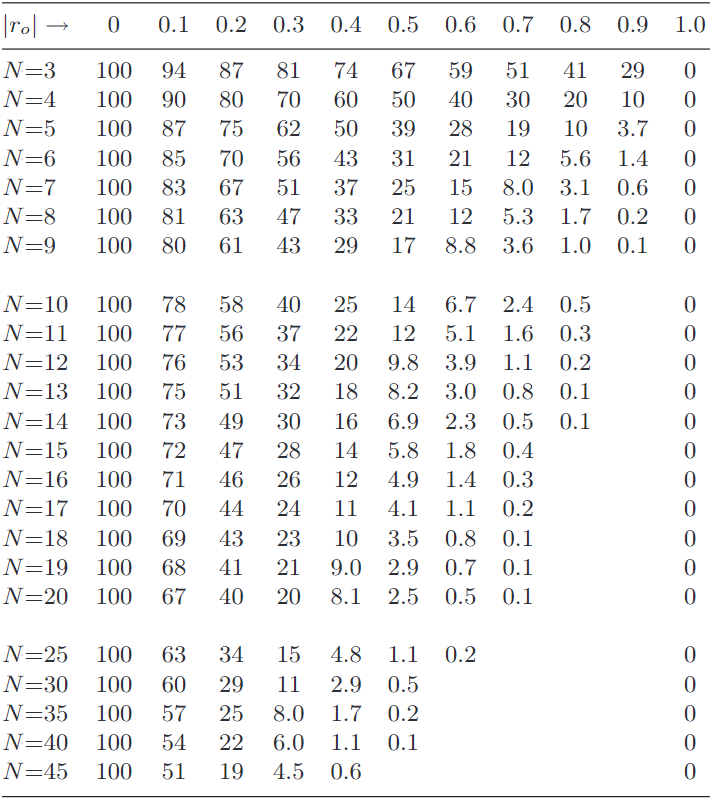 |rₒ| → 0 0.1 0.2 0.3 0.4 0.5 0.6 0.7 0.8 0.9 1.0
N=3 100 94 87 81 74 67 59 51 41 29 0
N=4 100 90 80 70 60 50 40 30 20 10 0
N=5 100 87 75 62 50 39 28 19 10 3.7 0
N=6 100 85 70 56 43 31 21 12 5.6 1.4 0
N=7 100 83 67 51 37 25 15 8.0 3.1 0.6 0
N=8 100 81 63 47 33 21 12 5.3 1.7 0.2 0
N=9 100 80 61 43 29 17 8.8 3.6 1.0 0.1 0
N=10 100 78 58 40 25 14 6.7 2.4 0.5 0
N=11 100 77 56 37 22 12 5.1 1.6 0.3 0
N=12 100 76 53 34 20 9.8 3.9 1.1 0.2 0
N=13 100 75 51 32 18 8.2 3.0 0.8 0.1 0
N=14 100 73 49 30 16 6.9 2.3 0.5 0.1 0
N=15 100 72 47 28 14 5.8 1.8 0.4 0
N=16 100 71 46 26 12 4.9 1.4 0.3 0
N=17 100 70 44 24 11 4.1 1.1 0.2 0
N=18 100 69 43 23 10 3.5 0.8 0.1 0
N=19 100 68 41 21 9.0 2.9 0.7 0.1 0
N=20 100 67 40 20 8.1 2.5 0.5 0.1 0
N=25 100 63 34 15 4.8 1.1 0.2 0
N=30 100 60 29 11 2.9 0.5 0
N=35 100 57 25 8.0 1.7 0.2 0
N=40 100 54 22 6.0 1.1 0.1 0
N=45 100 51 19 4.5 0.6 0